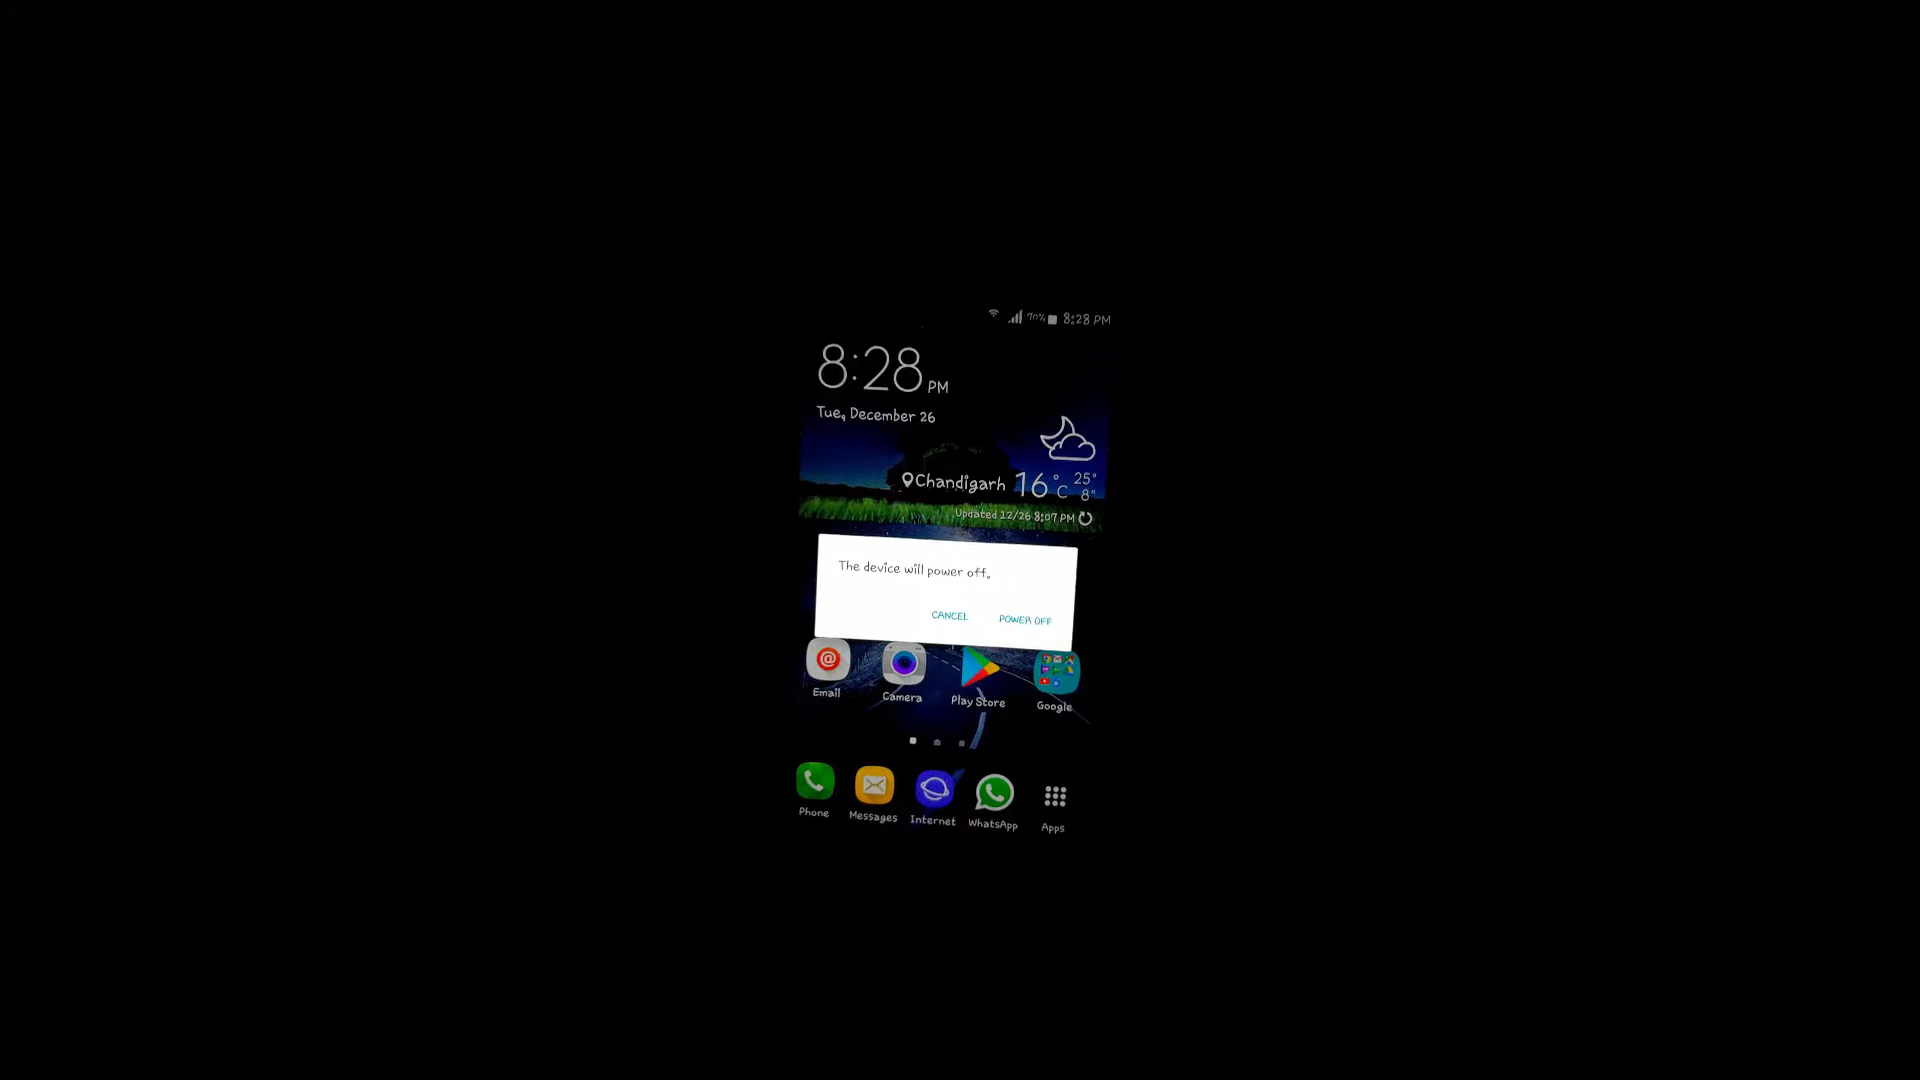 70% 8:28 PM
8:28 PM
Tue, December 26
Chandigarh 16°C 25° 8°
Updated 12/26 8:07 PM
The device will power off.
CANCEL POWER OFF
Email Camera Play Store Google
Phone Messages Internet WhatsApp Apps